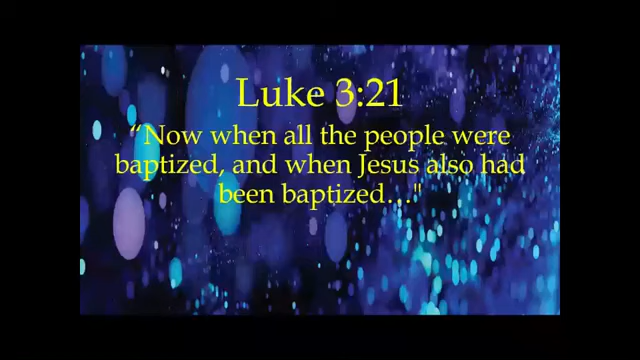 Luke 3:21
“Now when all the people were
baptized, and when Jesus also had
been baptized…"